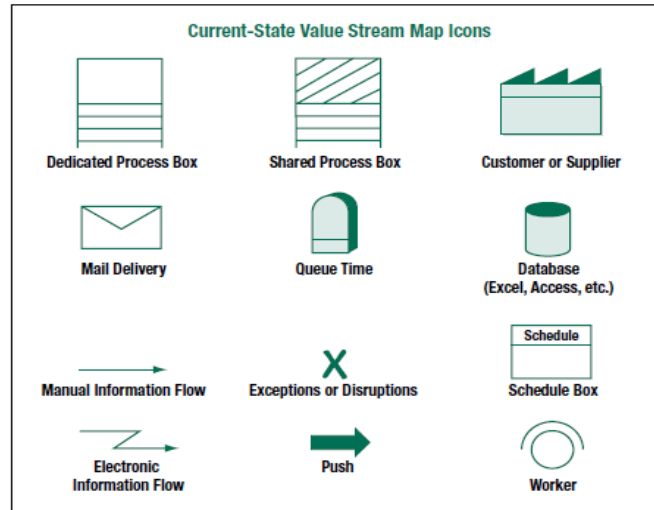 Current-State Value Stream Map Icons
Dedicated Process Box
Shared Process Box
Customer or Supplier
Mail Delivery
Queue Time
Database
(Excel, Access, etc.)
Manual Information Flow
Exceptions or Disruptions
Schedule
Schedule Box
Electronic
Information Flow
Push
Worker